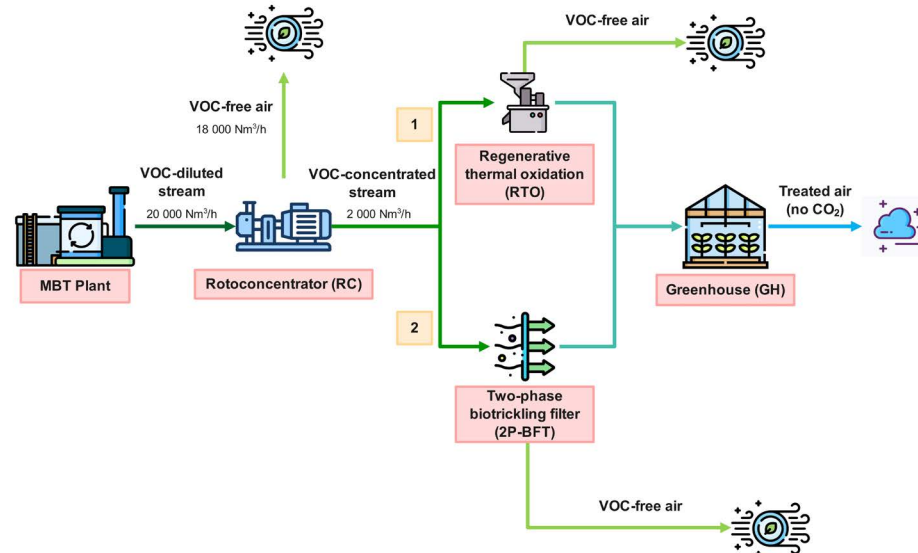 VOC-free air
18 000 Nm³/h
VOC-free air
1
Regenerative
thermal oxidation
(RTO)
VOC-diluted
stream
20 000 Nm³/h
VOC-concentrated
stream
2 000 Nm³/h
Treated air
(no CO₂)
MBT Plant
Rotoconcentrator (RC)
Greenhouse (GH)
2
Two-phase
biotrickling filter
(2P-BFT)
VOC-free air